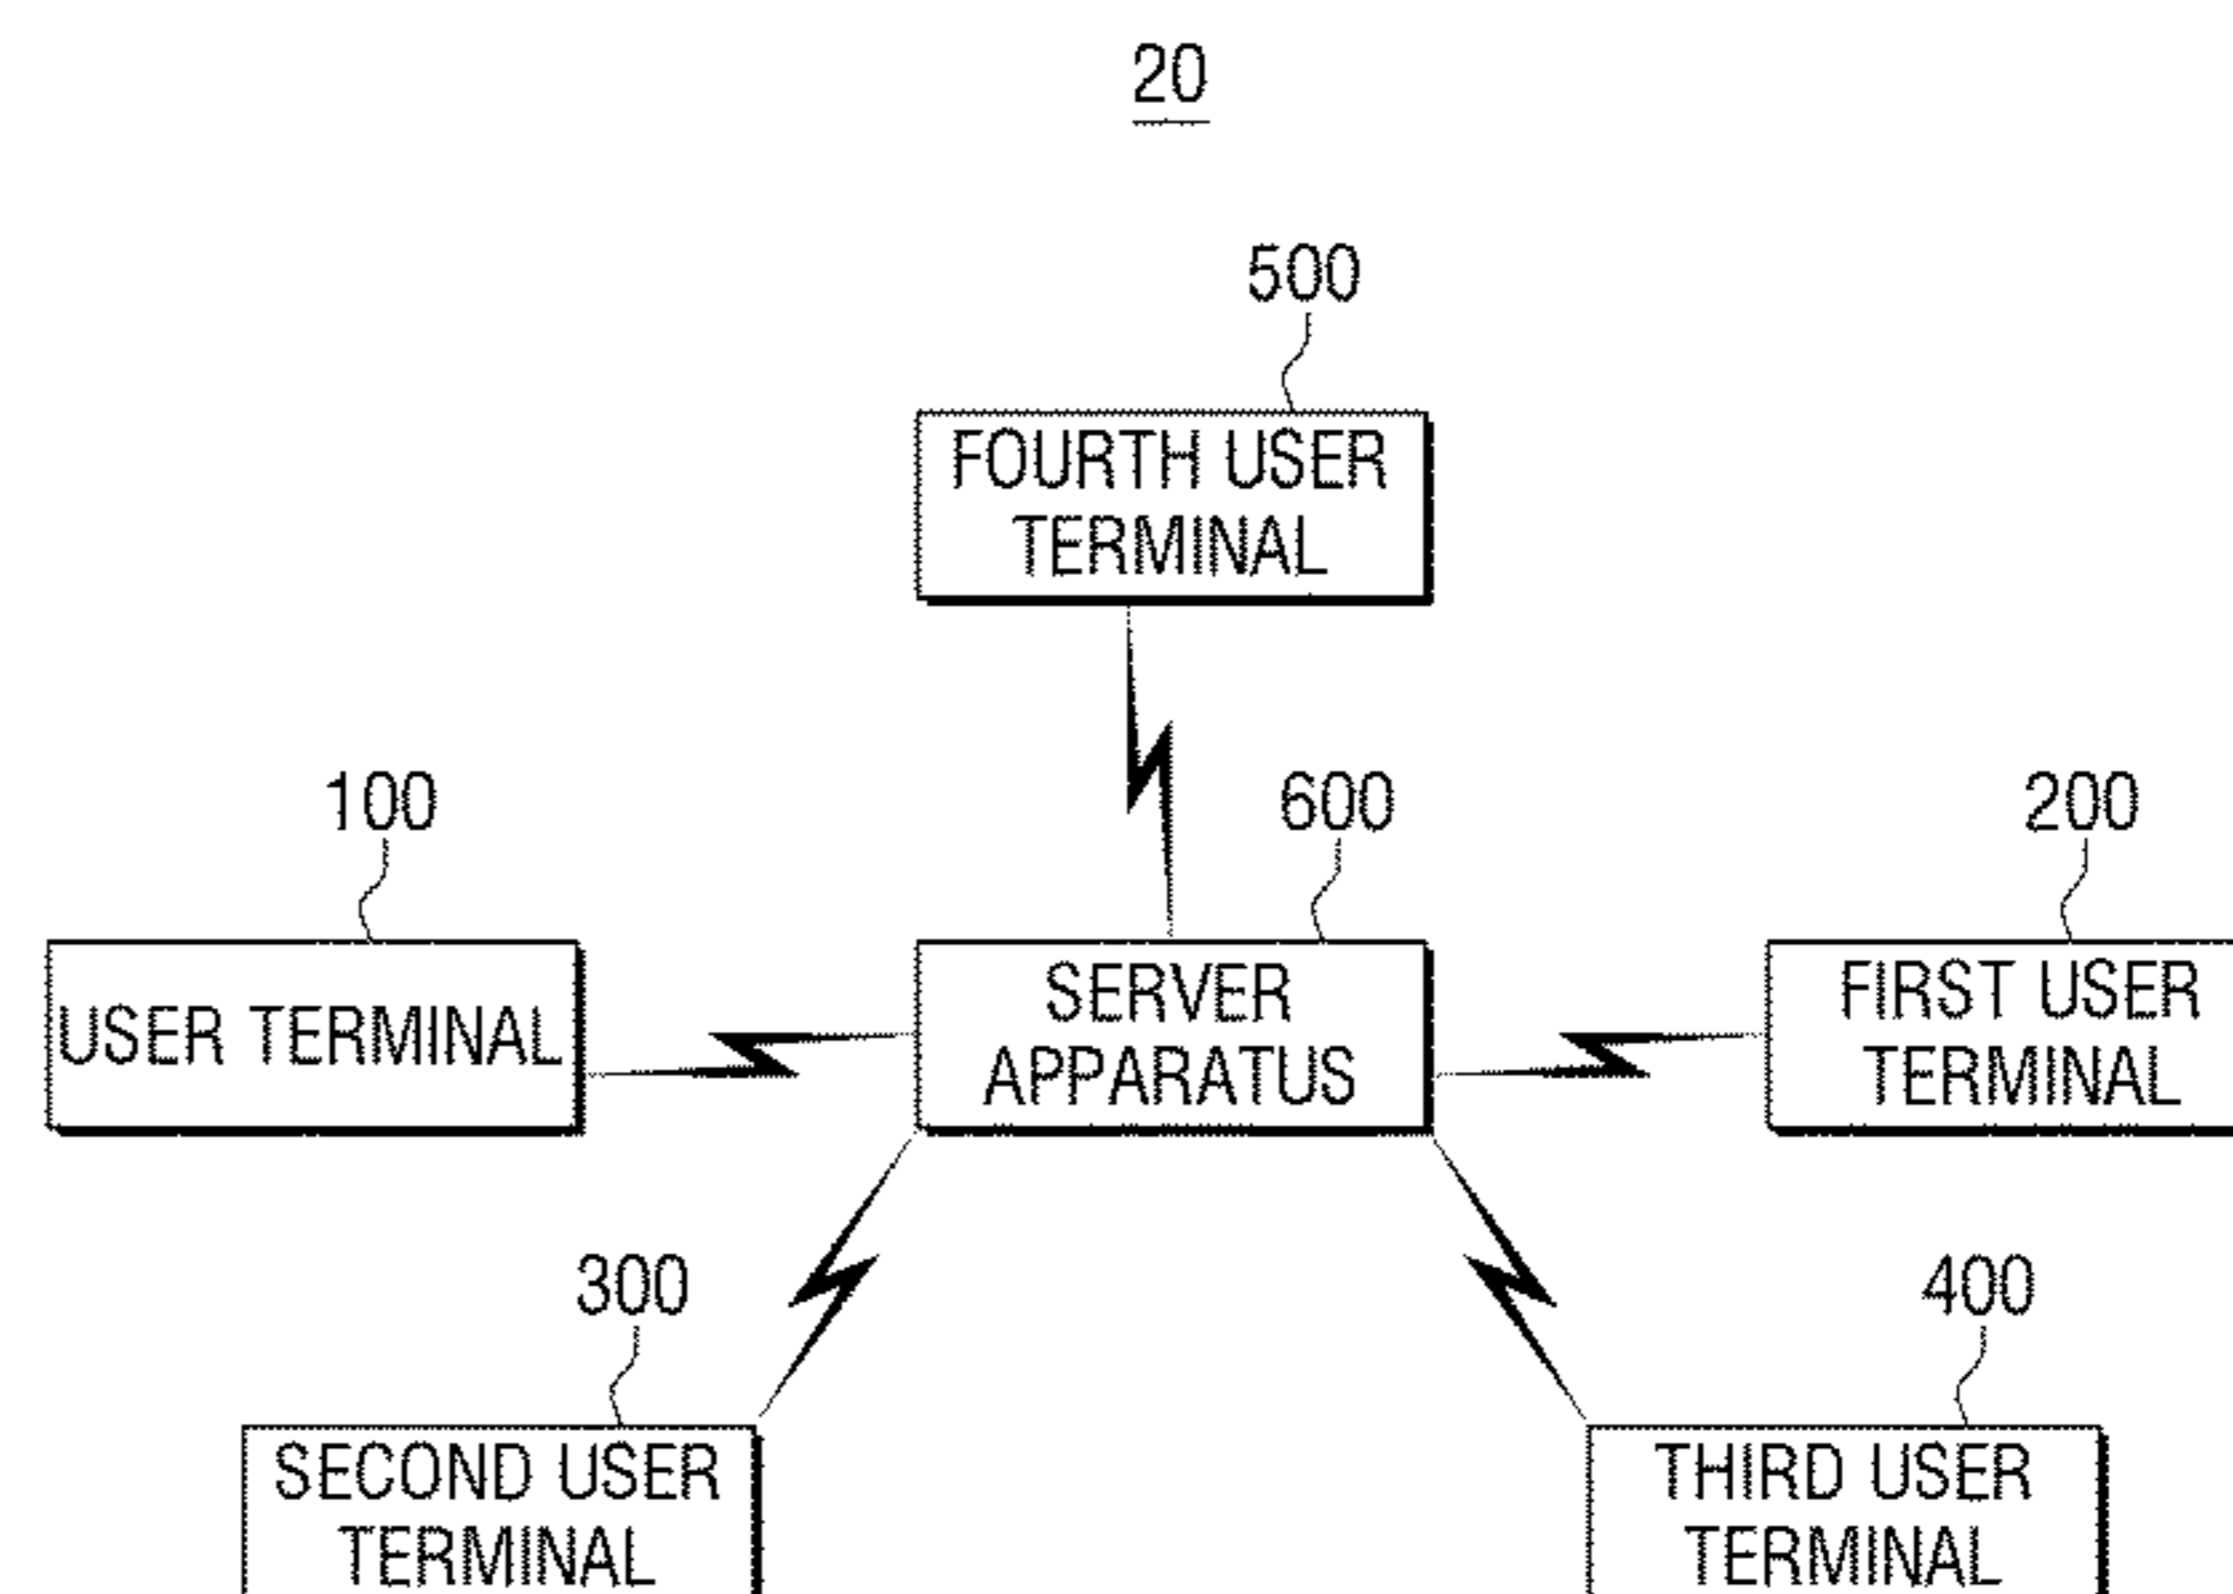 20
500
FOURTH USER
TERMINAL
100
600
200
USER TERMINAL
SERVER
APPARATUS
FIRST USER
TERMINAL
300
400
SECOND USER
TERMINAL
THIRD USER
TERMINAL